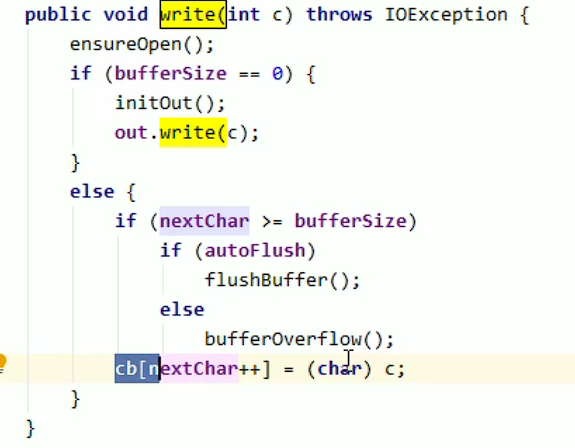 public void write(int c) throws IOException {
ensureOpen();
if (bufferSize == 0) {
initOut();
out.write(c);
}
else {
if (nextChar >= bufferSize)
if (autoFlush)
flushBuffer();
else
bufferOverflow();
cb[nextChar++] = (char) c;
}
}